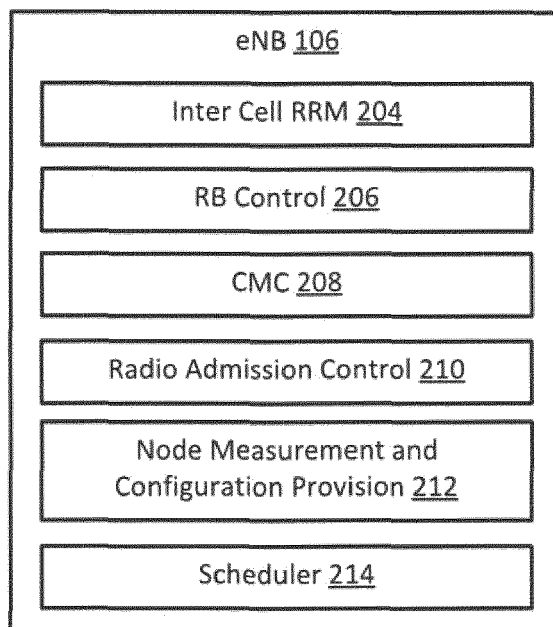 eNB 106
Inter Cell RRM 204
RB Control 206
CMC 208
Radio Admission Control 210
Node Measurement and
Configuration Provision 212
Scheduler 214